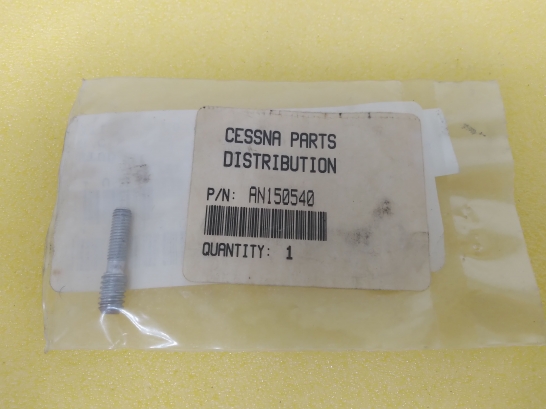 CESSNA PARTS
DISTRIBUTION
P/N: AN150540
QUANTITY: 1